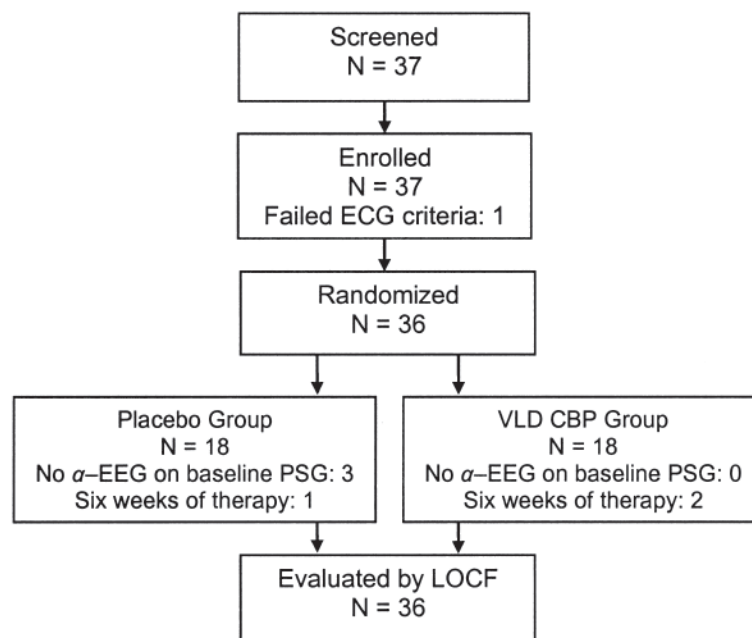 Screened
N = 37
Enrolled
N = 37
Failed ECG criteria: 1
Randomized
N = 36
Placebo Group
N = 18
No α–EEG on baseline PSG: 3
Six weeks of therapy: 1
VLD CBP Group
N = 18
No α–EEG on baseline PSG: 0
Six weeks of therapy: 2
Evaluated by LOCF
N = 36